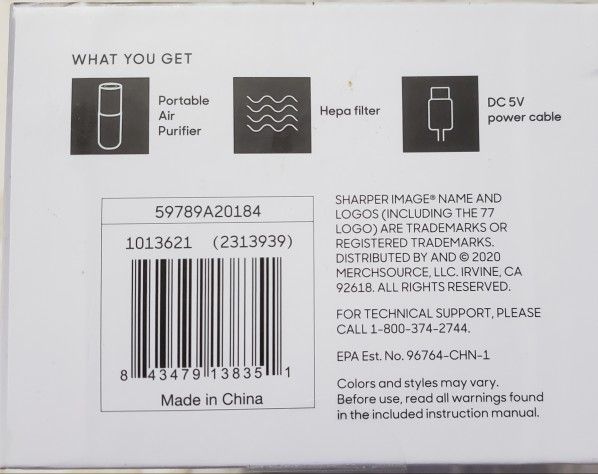 WHAT YOU GET
Portable
Air
Purifier
Hepa filter
DC 5V
power cable
59789A20184
1013621 (2313939)
8 43479 13835 1
Made in China
SHARPER IMAGE® NAME AND
LOGOS (INCLUDING THE 77
LOGO) ARE TRADEMARKS OR
REGISTERED TRADEMARKS.
DISTRIBUTED BY AND © 2020
MERCHSOURCE, LLC. IRVINE, CA
92618. ALL RIGHTS RESERVED.
FOR TECHNICAL SUPPORT, PLEASE
CALL 1-800-374-2744.
EPA Est. No. 96764-CHN-1
Colors and styles may vary.
Before use, read all warnings found
in the included instruction manual.